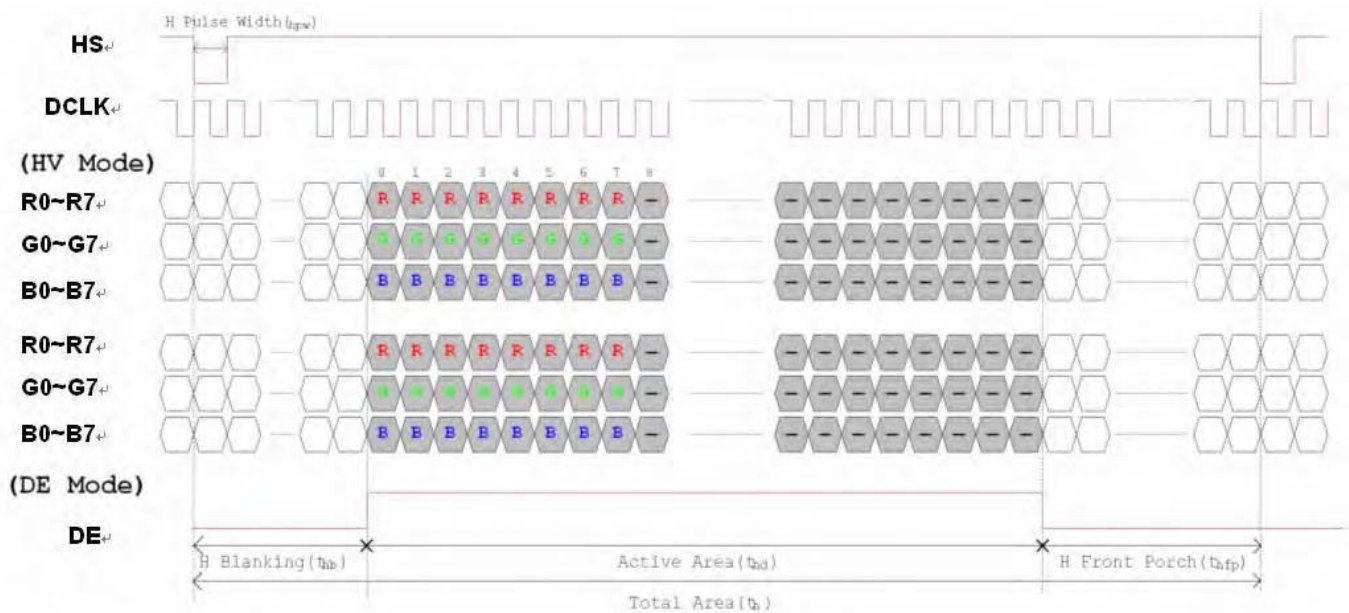 H Pulse Width(thpw)
HS
DCLK
(HV Mode)
0 1 2 3 4 5 6 7 8
R0~R7 R R R R R R R R - - - - - - - - -
G0~G7 G G G G G G G G - - - - - - - - -
B0~B7 B B B B B B B B - - - - - - - - -
R0~R7 R R R R R R R R - - - - - - - - -
G0~G7 G G G G G G G G - - - - - - - - -
B0~B7 B B B B B B B B - - - - - - - - -
(DE Mode)
DE
H Blanking(thb) Active Area(thd) H Front Porch(thfp)
Total Area(th)